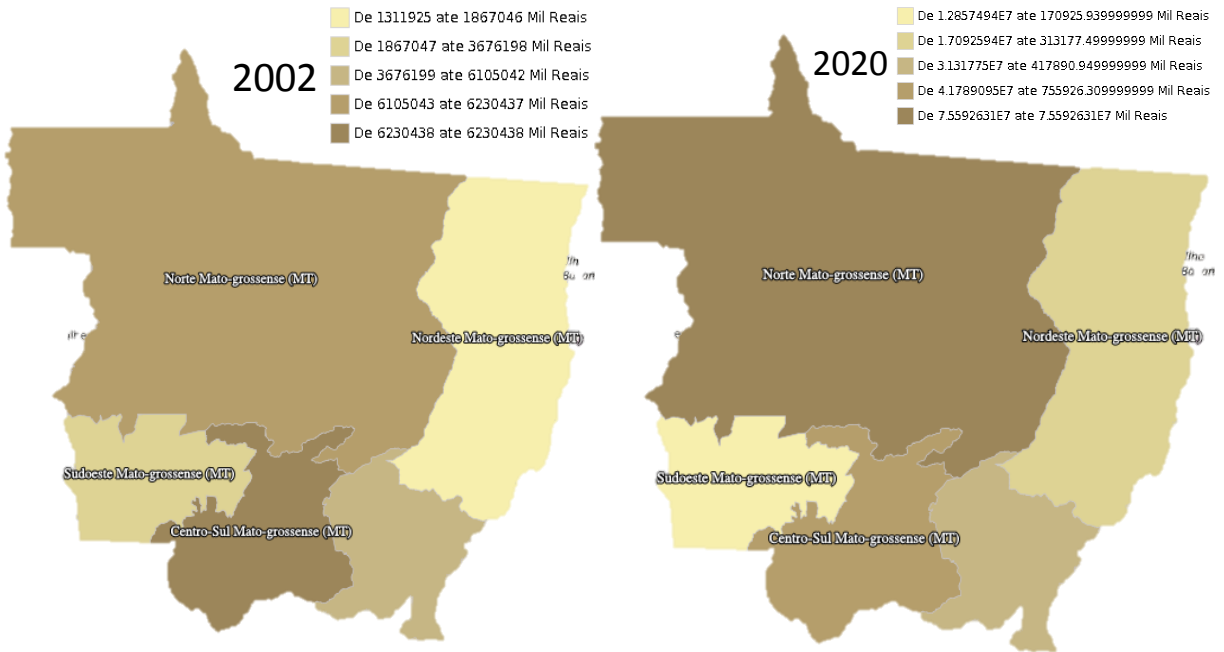 2002
De 1311925 ate 1867046 Mil Reais
De 1867047 ate 3676198 Mil Reais
De 3676199 ate 6105042 Mil Reais
De 6105043 ate 6230437 Mil Reais
De 6230438 ate 6230438 Mil Reais
Norte Mato-grossense (MT)
Nordeste Mato-grossense (MT)
Sudoeste Mato-grossense (MT)
Centro-Sul Mato-grossense (MT)
2020
De 1.2857494E7 ate 170925.939999999 Mil Reais
De 1.7092594E7 ate 313177.49999999 Mil Reais
De 3.131775E7 ate 417890.949999999 Mil Reais
De 4.1789095E7 ate 755926.309999999 Mil Reais
De 7.5592631E7 ate 7.5592631E7 Mil Reais
Norte Mato-grossense (MT)
Ilha
Nordeste Mato-grossense (MT)
Sudoeste Mato-grossense (MT)
Centro-Sul Mato-grossense (MT)